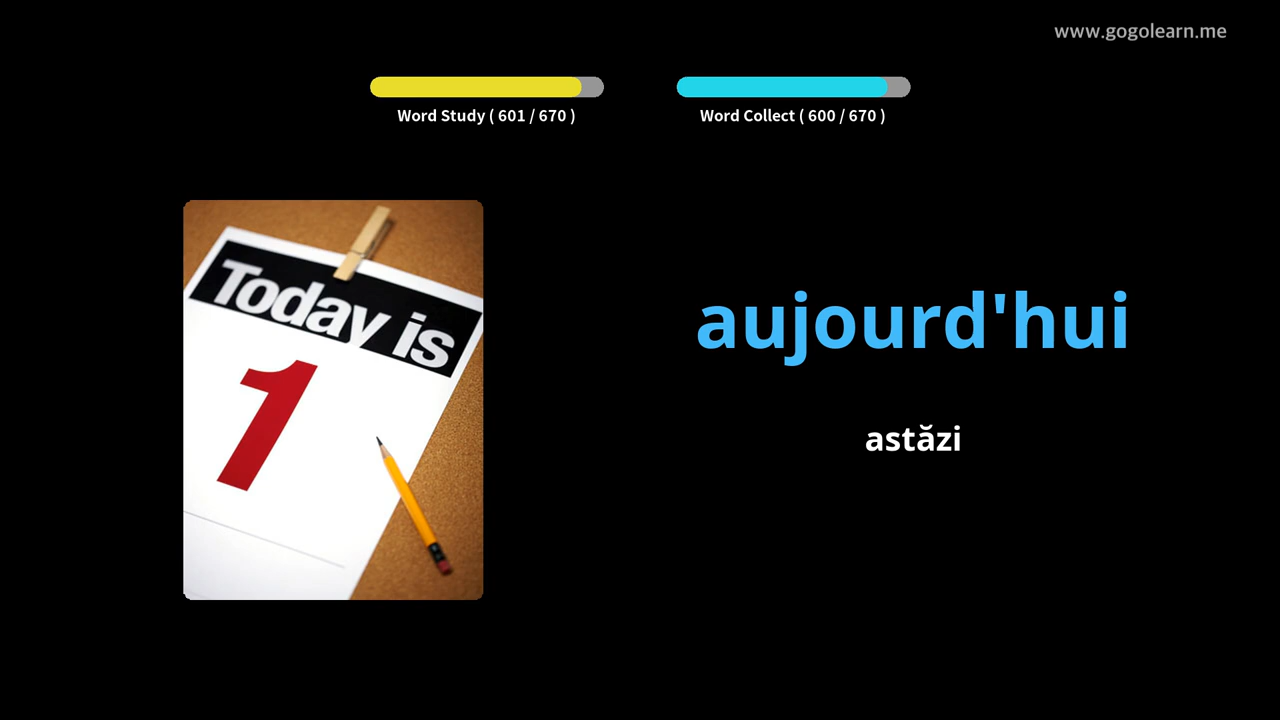 www.gogolearn.me
Word Study ( 601 / 670 )
Word Collect ( 600 / 670 )
Today is
1
aujourd'hui
astăzi